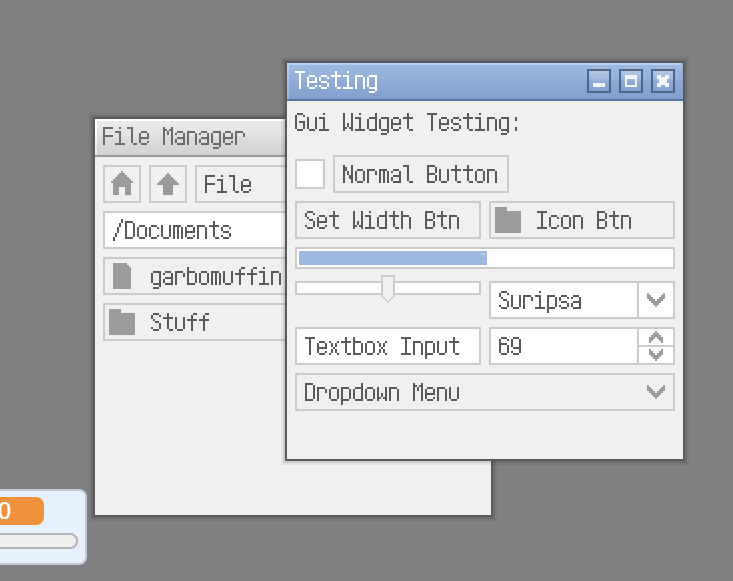 Testing
Gui Widget Testing:
Normal Button
Set Width Btn
Icon Btn
Suripsa
Textbox Input
69
Dropdown Menu
File Manager
File
/Documents
garbomuffin
Stuff
0